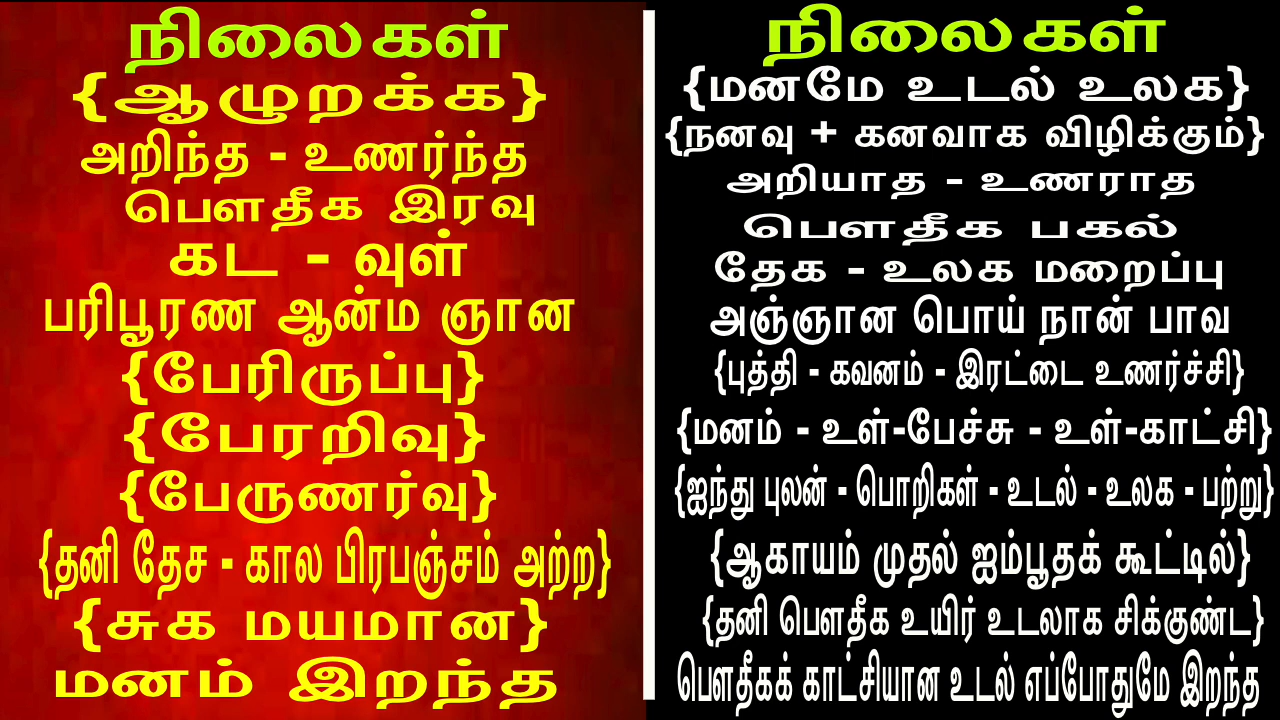 நிலைகள்
{ஆழுறக்க}
அறிந்த - உணர்ந்த
பௌதீக இரவு
கட - வுள்
பரிபூரண ஆன்ம ஞான
{பேரிருப்பு}
{பேரறிவு}
{பேருணர்வு}
{தனி தேச - கால பிரபஞ்சம் அற்ற}
{சுக மயமான}
மனம் இறந்த
நிலைகள்
{மனமே உடல் உலக}
{நனவு + கனவாக விழிக்கும்}
அறியாத - உணராத
பௌதீக பகல்
தேக - உலக மறைப்பு
அஞ்ஞான பொய் நான் பாவ
{புத்தி - கவனம் - இரட்டை உணர்ச்சி}
{மனம் - உள்-பேச்சு - உள்-காட்சி}
{ஐந்து புலன் - பொறிகள் - உடல் - உலக - பற்று}
{ஆகாயம் முதல் ஐம்பூதக் கூட்டில்}
{தனி பௌதீக உயிர் உடலாக சிக்குண்ட}
பௌதீகக் காட்சியான உடல் எப்போதுமே இறந்த